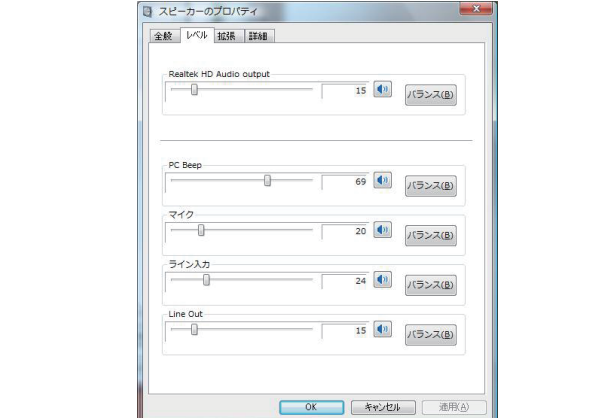 スピーカーのプロパティ
全般 レベル 拡張 詳細
Realtek HD Audio output
15 バランス(B)
PC Beep
69 バランス(B)
マイク
20 バランス(B)
ライン入力
24 バランス(B)
Line Out
15 バランス(B)
OK キャンセル 適用(A)